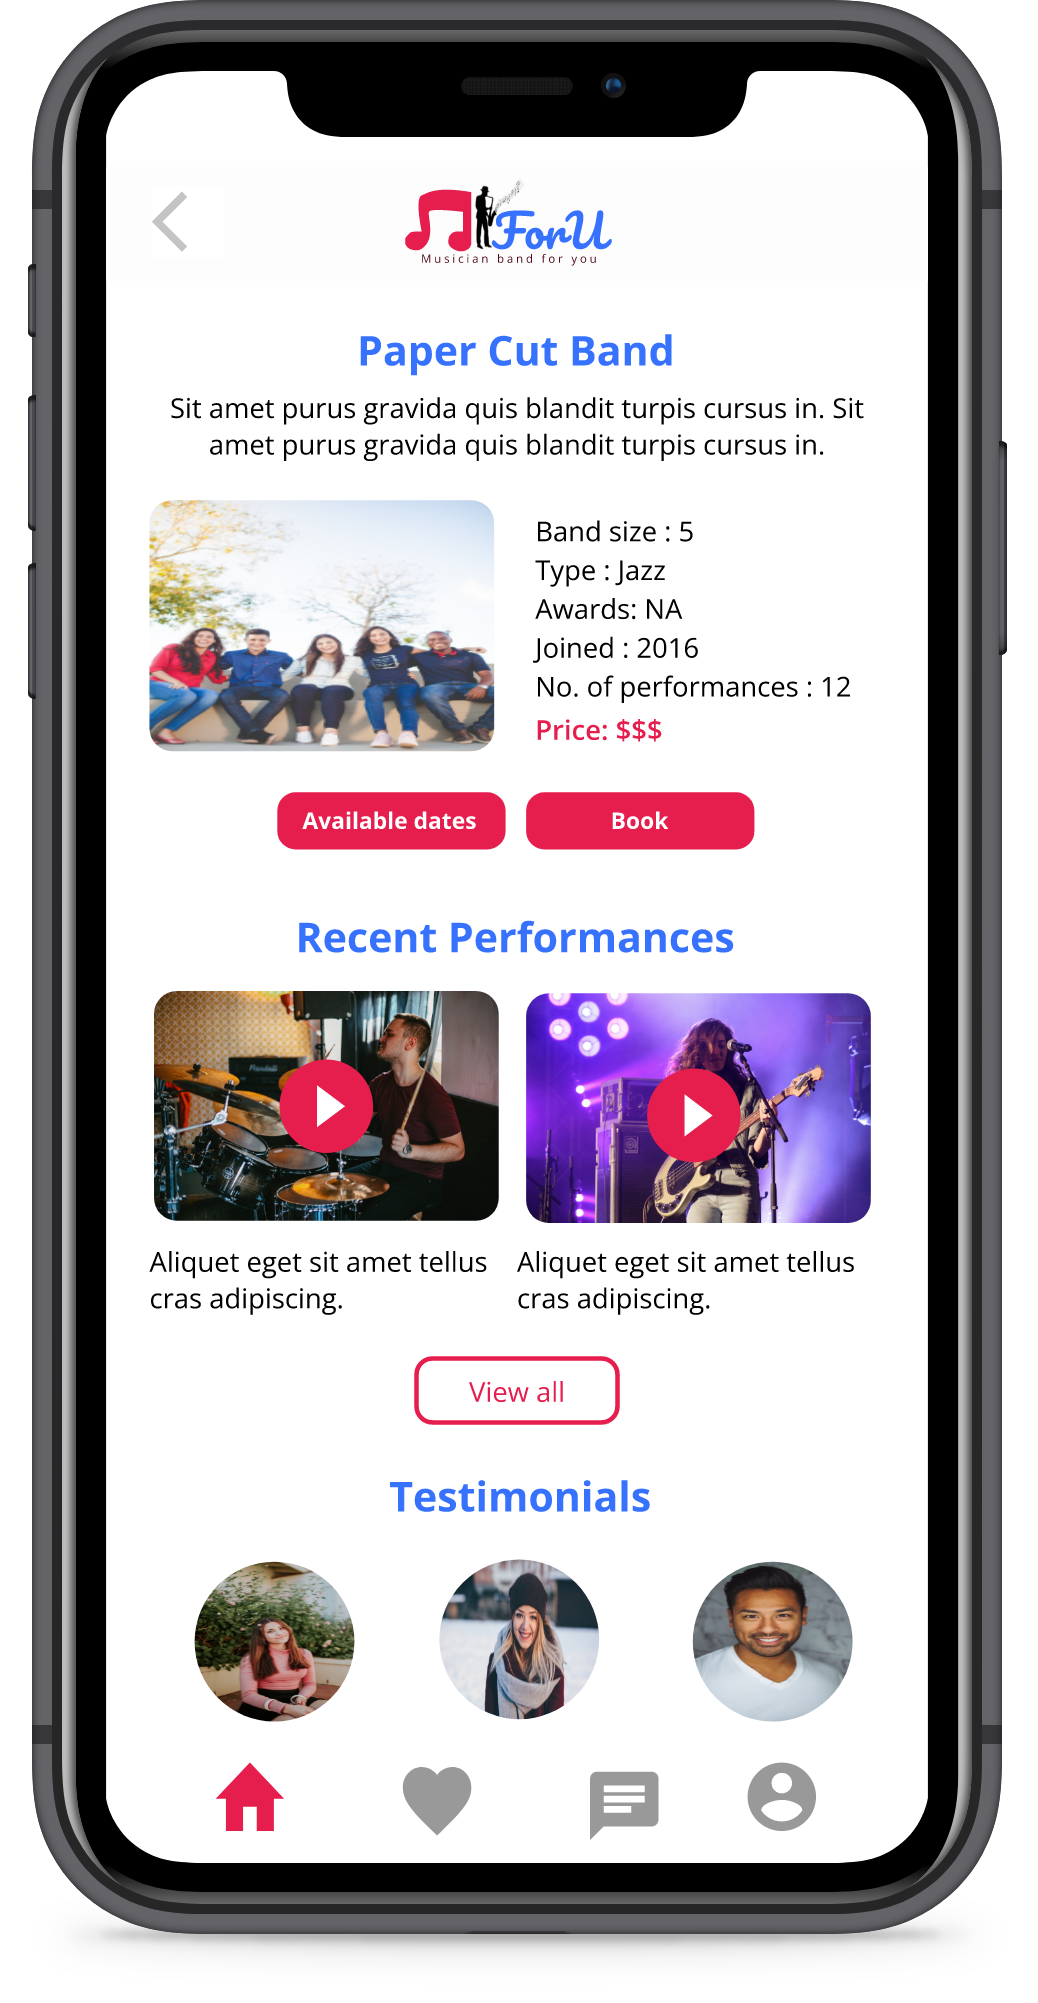 ForU
Musician band for you
Paper Cut Band
Sit amet purus gravida quis blandit turpis cursus in. Sit
amet purus gravida quis blandit turpis cursus in.
Band size : 5
Type : Jazz
Awards: NA
Joined : 2016
No. of performances : 12
Price: $$$
Available dates
Book
Recent Performances
Aliquet eget sit amet tellus
cras adipiscing.
Aliquet eget sit amet tellus
cras adipiscing.
View all
Testimonials